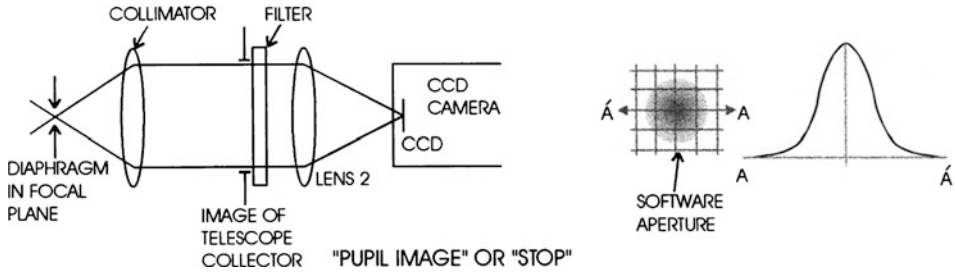 COLLIMATOR
FILTER
CCD
CAMERA
CCD
DIAPHRAGM
IN FOCAL
PLANE
LENS 2
IMAGE OF
TELESCOPE
COLLECTOR
"PUPIL IMAGE" OR "STOP"
Á
A
SOFTWARE
APERTURE
A
Á